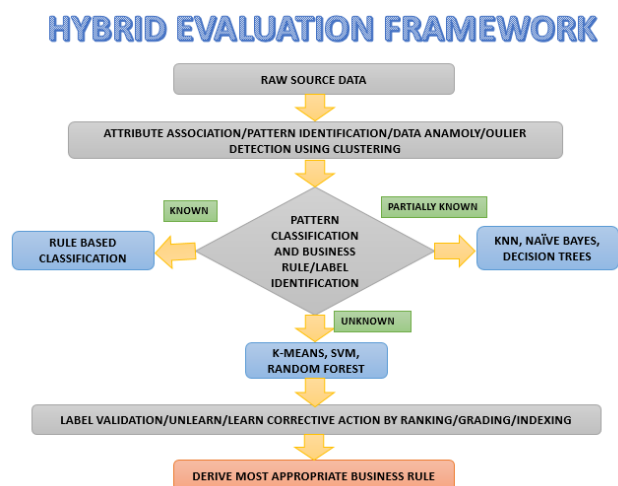 HYBRID EVALUATION FRAMEWORK
RAW SOURCE DATA
ATTRIBUTE ASSOCIATION/PATTERN IDENTIFICATION/DATA ANAMOLY/OULIER
DETECTION USING CLUSTERING
KNOWN
PARTIALLY KNOWN
PATTERN
CLASSIFICATION
AND BUSINESS
RULE/LABEL
IDENTIFICATION
RULE BASED
CLASSIFICATION
KNN, NAÏVE BAYES,
DECISION TREES
UNKNOWN
K-MEANS, SVM,
RANDOM FOREST
LABEL VALIDATION/UNLEARN/LEARN CORRECTIVE ACTION BY RANKING/GRADING/INDEXING
DERIVE MOST APPROPRIATE BUSINESS RULE